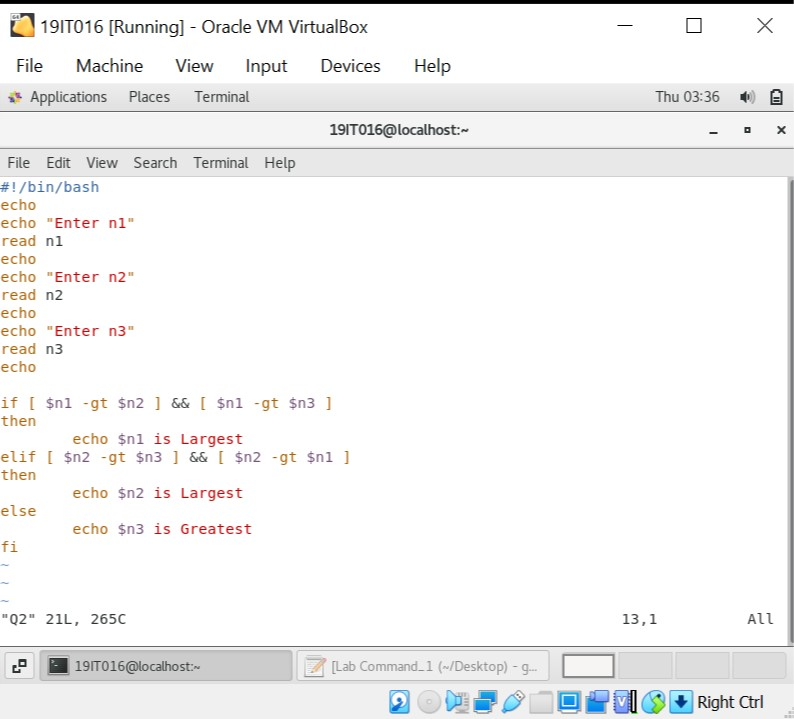 19IT016 [Running] - Oracle VM VirtualBox
File Machine View Input Devices Help
Applications Places Terminal Thu 03:36
19IT016@localhost:~
File Edit View Search Terminal Help
#!/bin/bash
echo
echo "Enter n1"
read n1
echo
echo "Enter n2"
read n2
echo
echo "Enter n3"
read n3
echo
if [ $n1 -gt $n2 ] && [ $n1 -gt $n3 ]
then
echo $n1 is Largest
elif [ $n2 -gt $n3 ] && [ $n2 -gt $n1 ]
then
echo $n2 is Largest
else
echo $n3 is Greatest
fi
~
~
~
"Q2" 21L, 265C 13,1 All
19IT016@localhost:~ [Lab Command_1 (~/Desktop) - g...
Right Ctrl